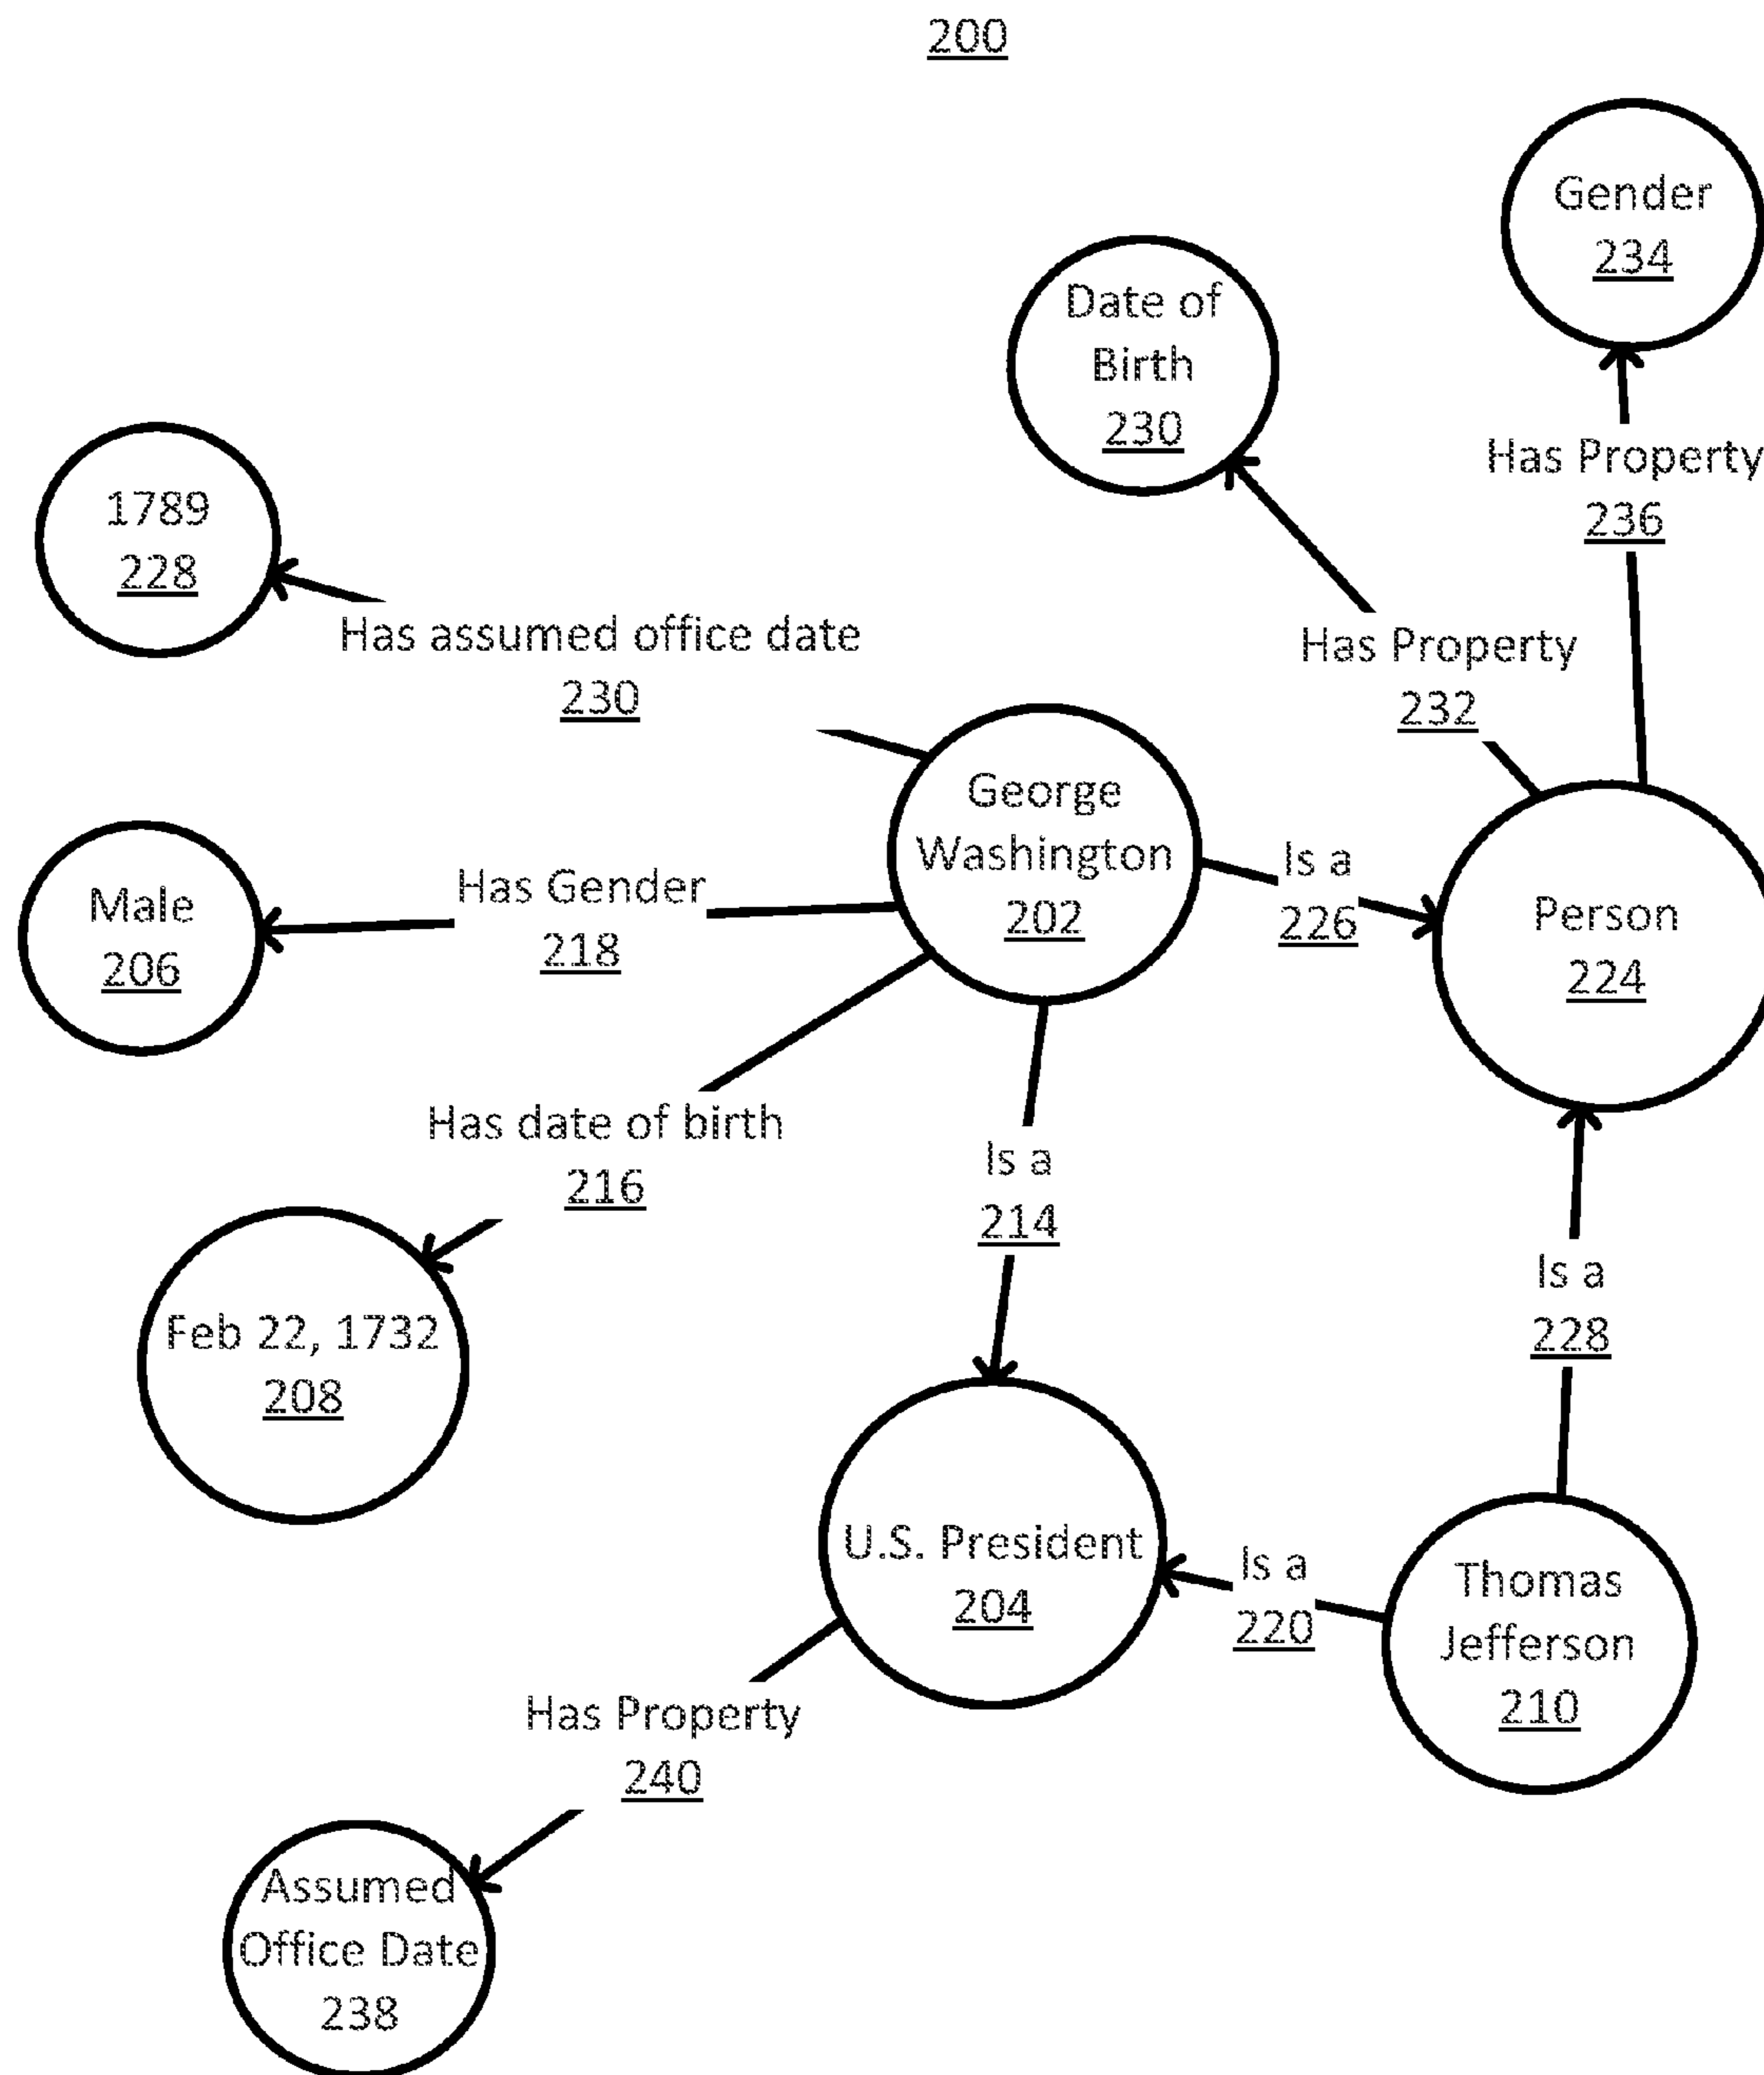 200
Gender
234
Date of
Birth
230
Has Property
236
1789
228
Has assumed office date
230
Has Property
232
George
Washington
202
Is a
226
Person
224
Male
206
Has Gender
218
Has date of birth
216
Is a
214
Feb 22, 1732
208
Is a
228
U.S. President
204
Is a
220
Thomas
Jefferson
210
Has Property
240
Assumed
Office Date
238